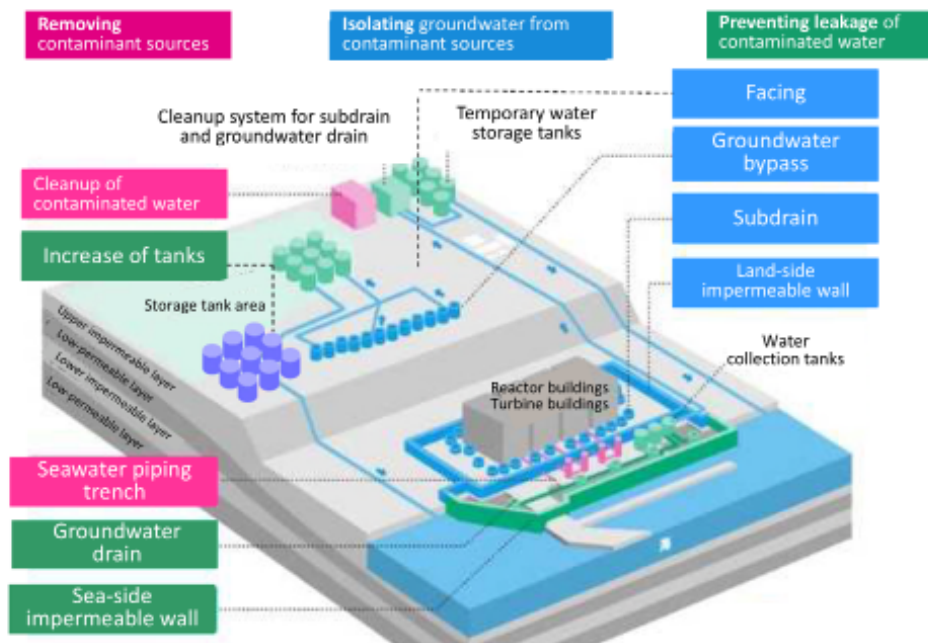 Removing
contaminant sources
Isolating groundwater from
contaminant sources
Preventing leakage of
contaminated water
Facing
Cleanup system for subdrain
and groundwater drain
Temporary water
storage tanks
Groundwater
bypass
Cleanup of
contaminated water
Subdrain
Increase of tanks
Land-side
impermeable wall
Storage tank area
Upper impermeable layer
Low-permeable layer
Lower impermeable layer
Low-permeable layer
Water
collection tanks
Reactor buildings
Turbine buildings
Seawater piping
trench
Groundwater
drain
Sea-side
impermeable wall